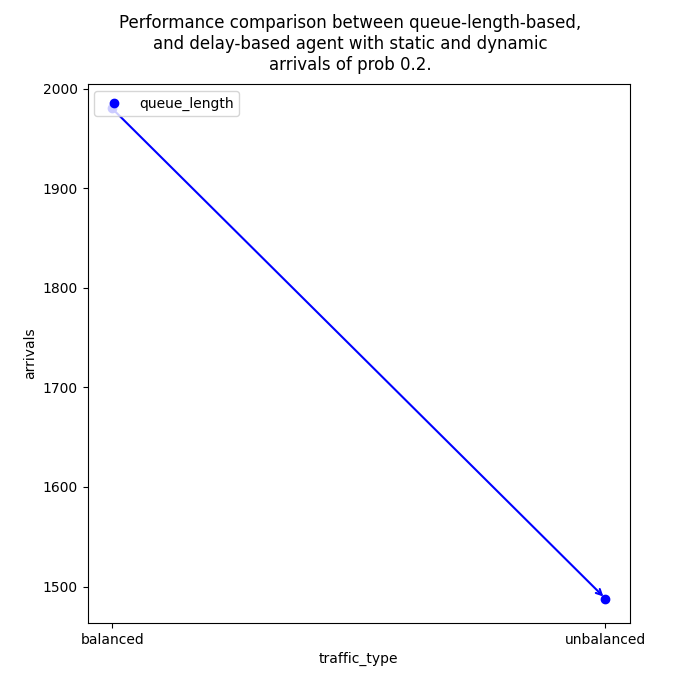 Performance comparison between queue-length-based,
and delay-based agent with static and dynamic
arrivals of prob 0.2.
2000
queue_length
1900
1800
1700
1600
1500
arrivals
balanced
unbalanced
traffic_type